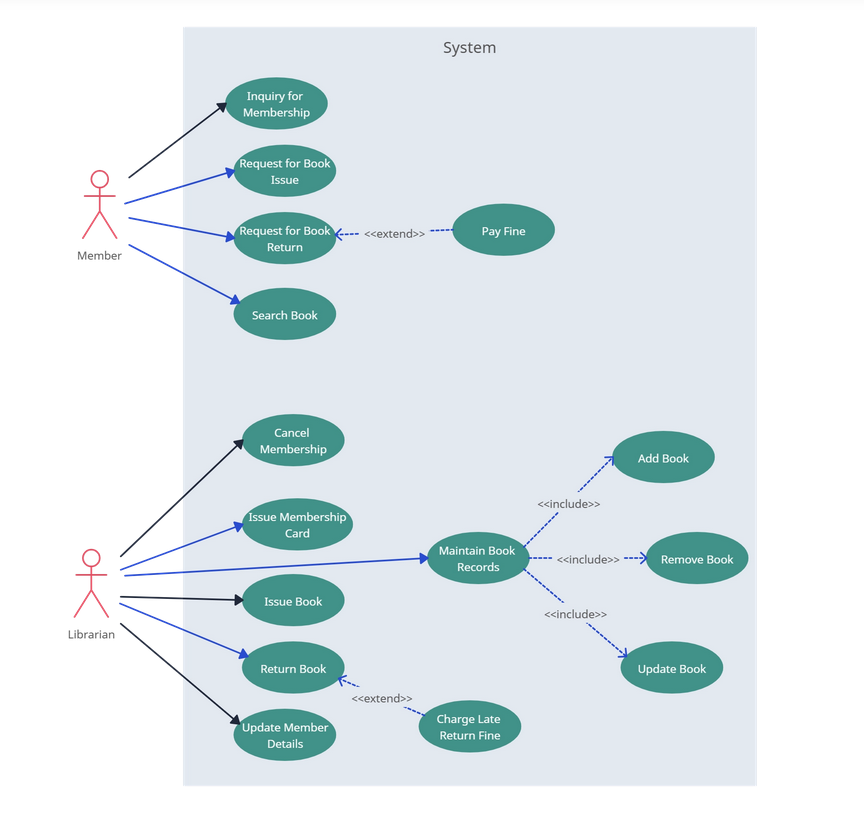 System
Inquiry for
Membership
Request for Book
Issue
Member
Request for Book
Return
<<extend>>
Pay Fine
Search Book
Cancel
Membership
Add Book
<<include>>
Issue Membership
Card
Maintain Book
Records
<<include>>
Remove Book
Issue Book
<<include>>
Librarian
Return Book
Update Book
<<extend>>
Charge Late
Return Fine
Update Member
Details